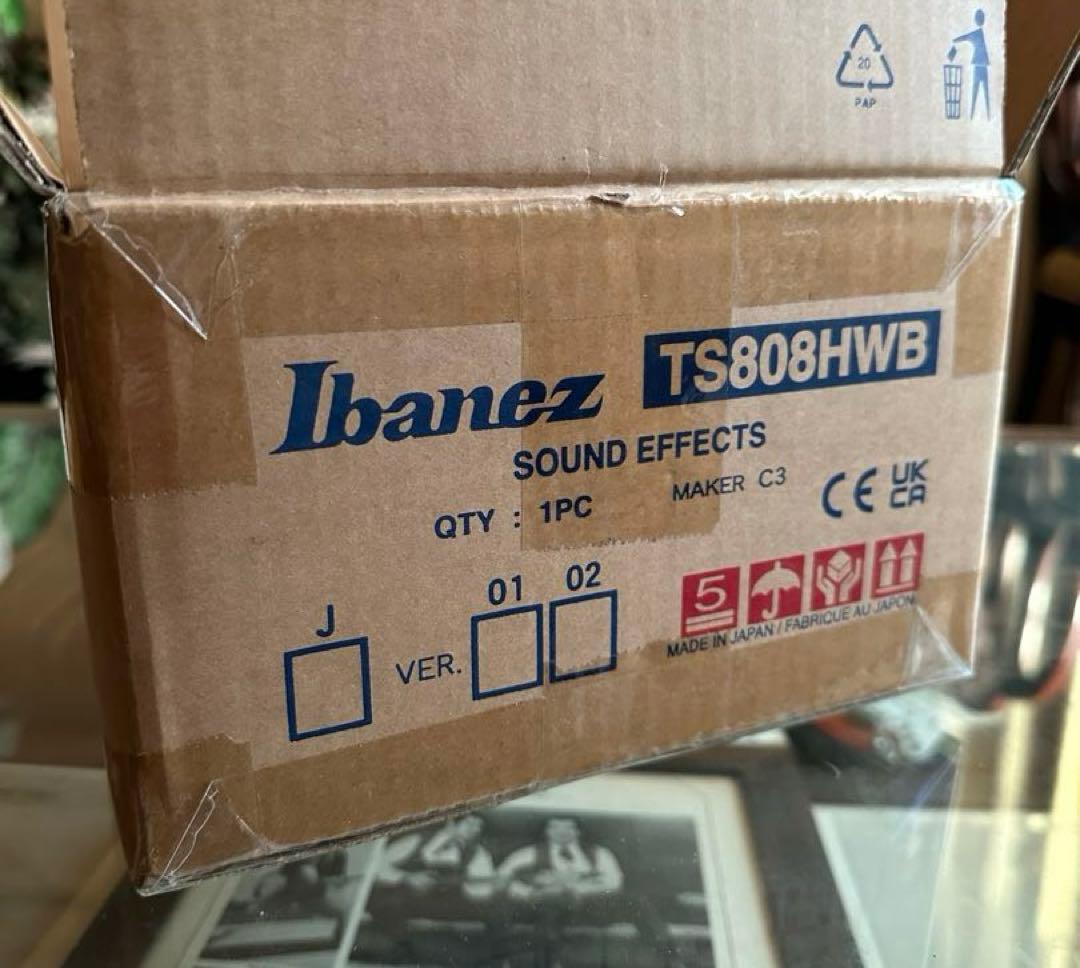 20
PAP
Ibanez TS808HWB
SOUND EFFECTS
QTY : 1PC MAKER C3
CE UK CA
J VER. 01 02
5
MADE IN JAPAN / FABRIQUE AU JAPON